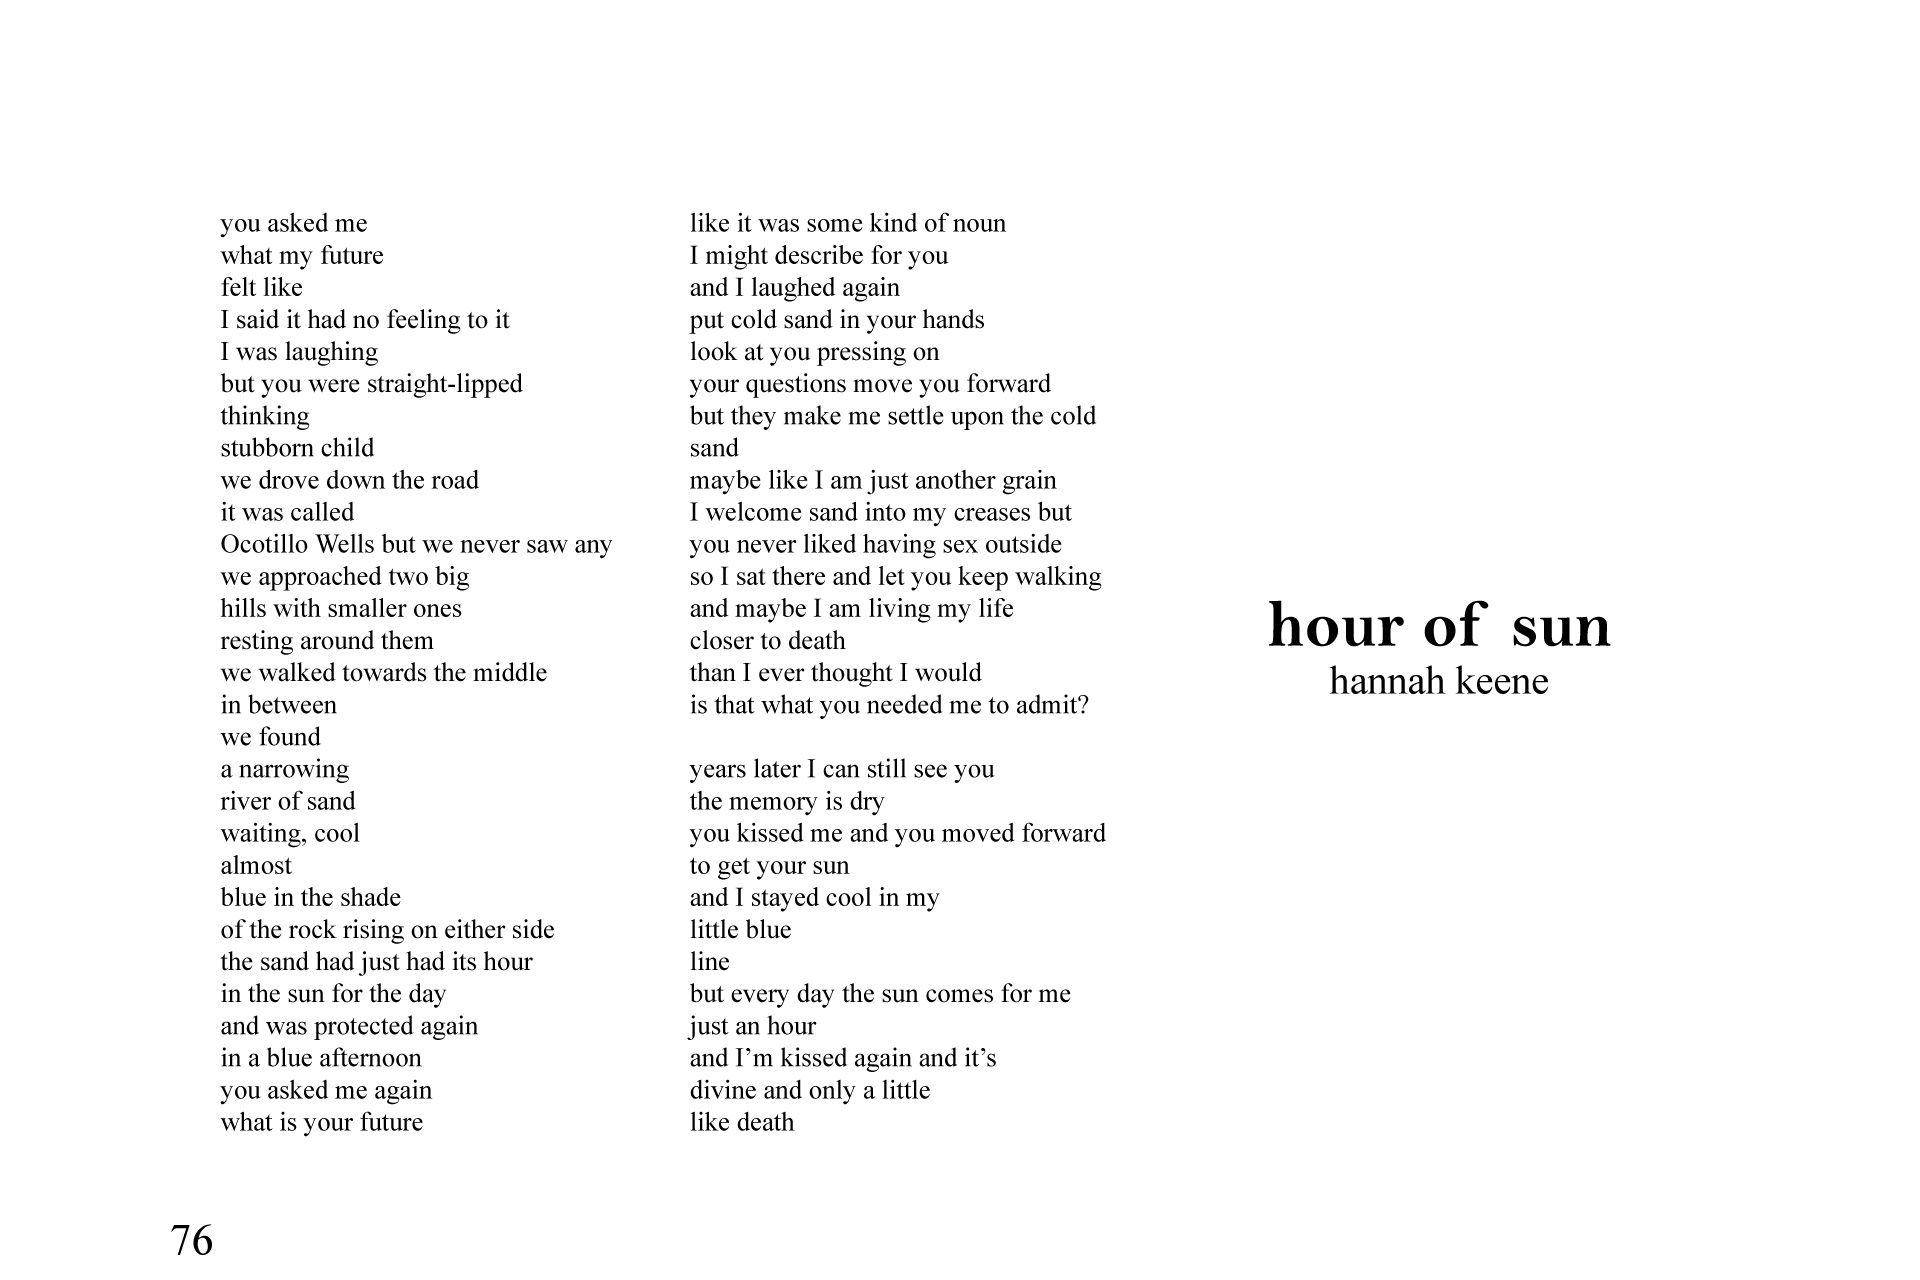 you asked me
what my future
felt like
I said it had no feeling to it
I was laughing
but you were straight-lipped
thinking
stubborn child
we drove down the road
it was called
Ocotillo Wells but we never saw any
we approached two big
hills with smaller ones
resting around them
we walked towards the middle
in between
we found
a narrowing
river of sand
waiting, cool
almost
blue in the shade
of the rock rising on either side
the sand had just had its hour
in the sun for the day
and was protected again
in a blue afternoon
you asked me again
what is your future
like it was some kind of noun
I might describe for you
and I laughed again
put cold sand in your hands
look at you pressing on
your questions move you forward
but they make me settle upon the cold
sand
maybe like I am just another grain
I welcome sand into my creases but
you never liked having sex outside
so I sat there and let you keep walking
and maybe I am living my life
closer to death
than I ever thought I would
is that what you needed me to admit?

years later I can still see you
the memory is dry
you kissed me and you moved forward
to get your sun
and I stayed cool in my
little blue
line
but every day the sun comes for me
just an hour
and I’m kissed again and it’s
divine and only a little
like death
hour of sun
hannah keene
76